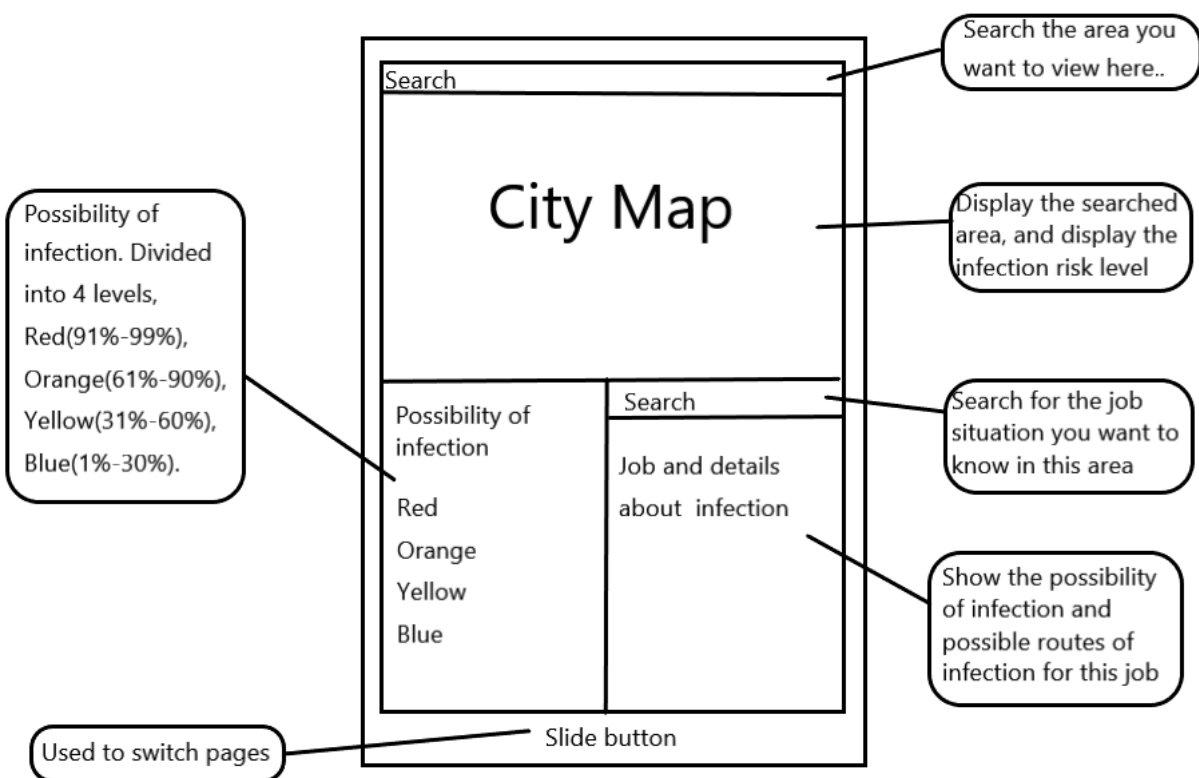 Search the area you
want to view here..
Search
City Map
Display the searched
area, and display the
infection risk level
Possibility of
infection. Divided
into 4 levels,
Red(91%-99%),
Orange(61%-90%),
Yellow(31%-60%),
Blue(1%-30%).
Possibility of
infection
Red
Orange
Yellow
Blue
Search
Job and details
about infection
Search for the job
situation you want to
know in this area
Show the possibility
of infection and
possible routes of
infection for this job
Used to switch pages
Slide button